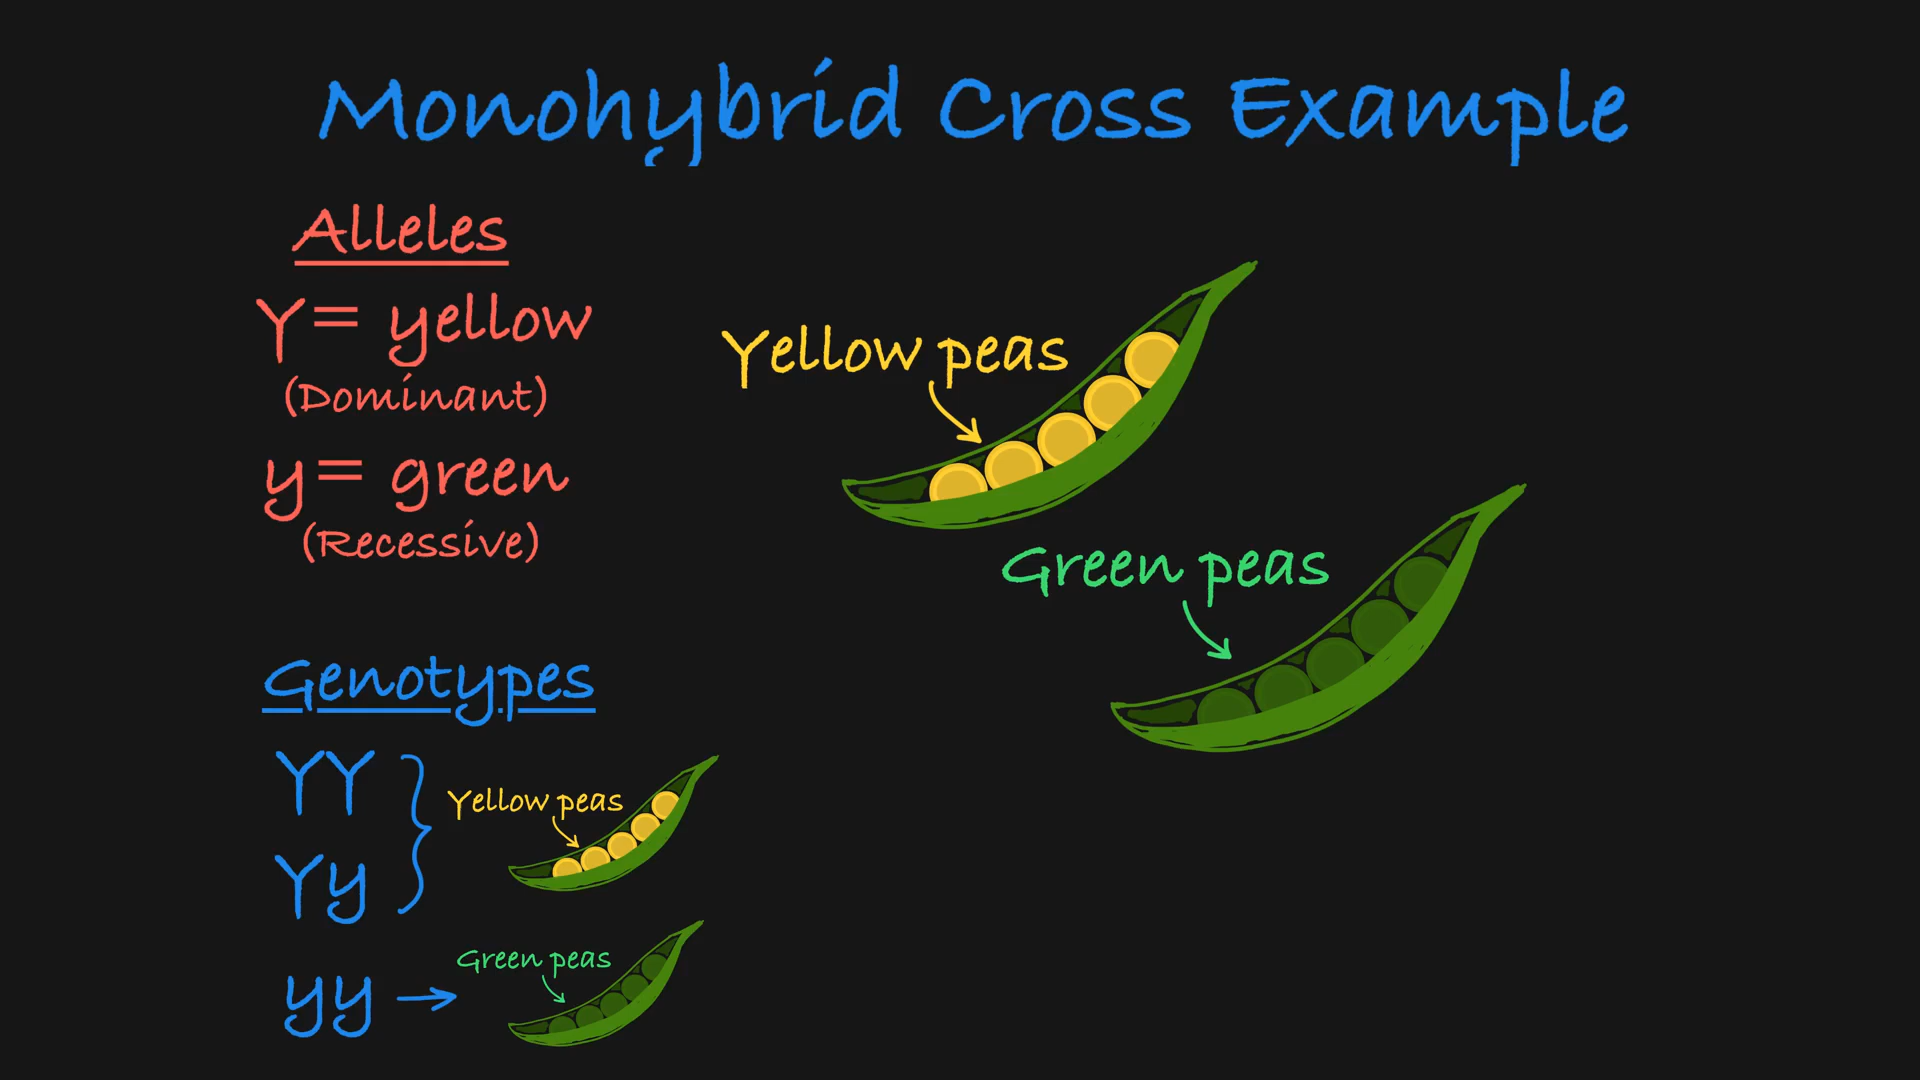 Monohybrid Cross Example
Alleles
Y= yellow
(Dominant)
y= green
(Recessive)
Yellow peas
Green peas
Genotypes
YY
Yy
Yellow peas
yy
Green peas